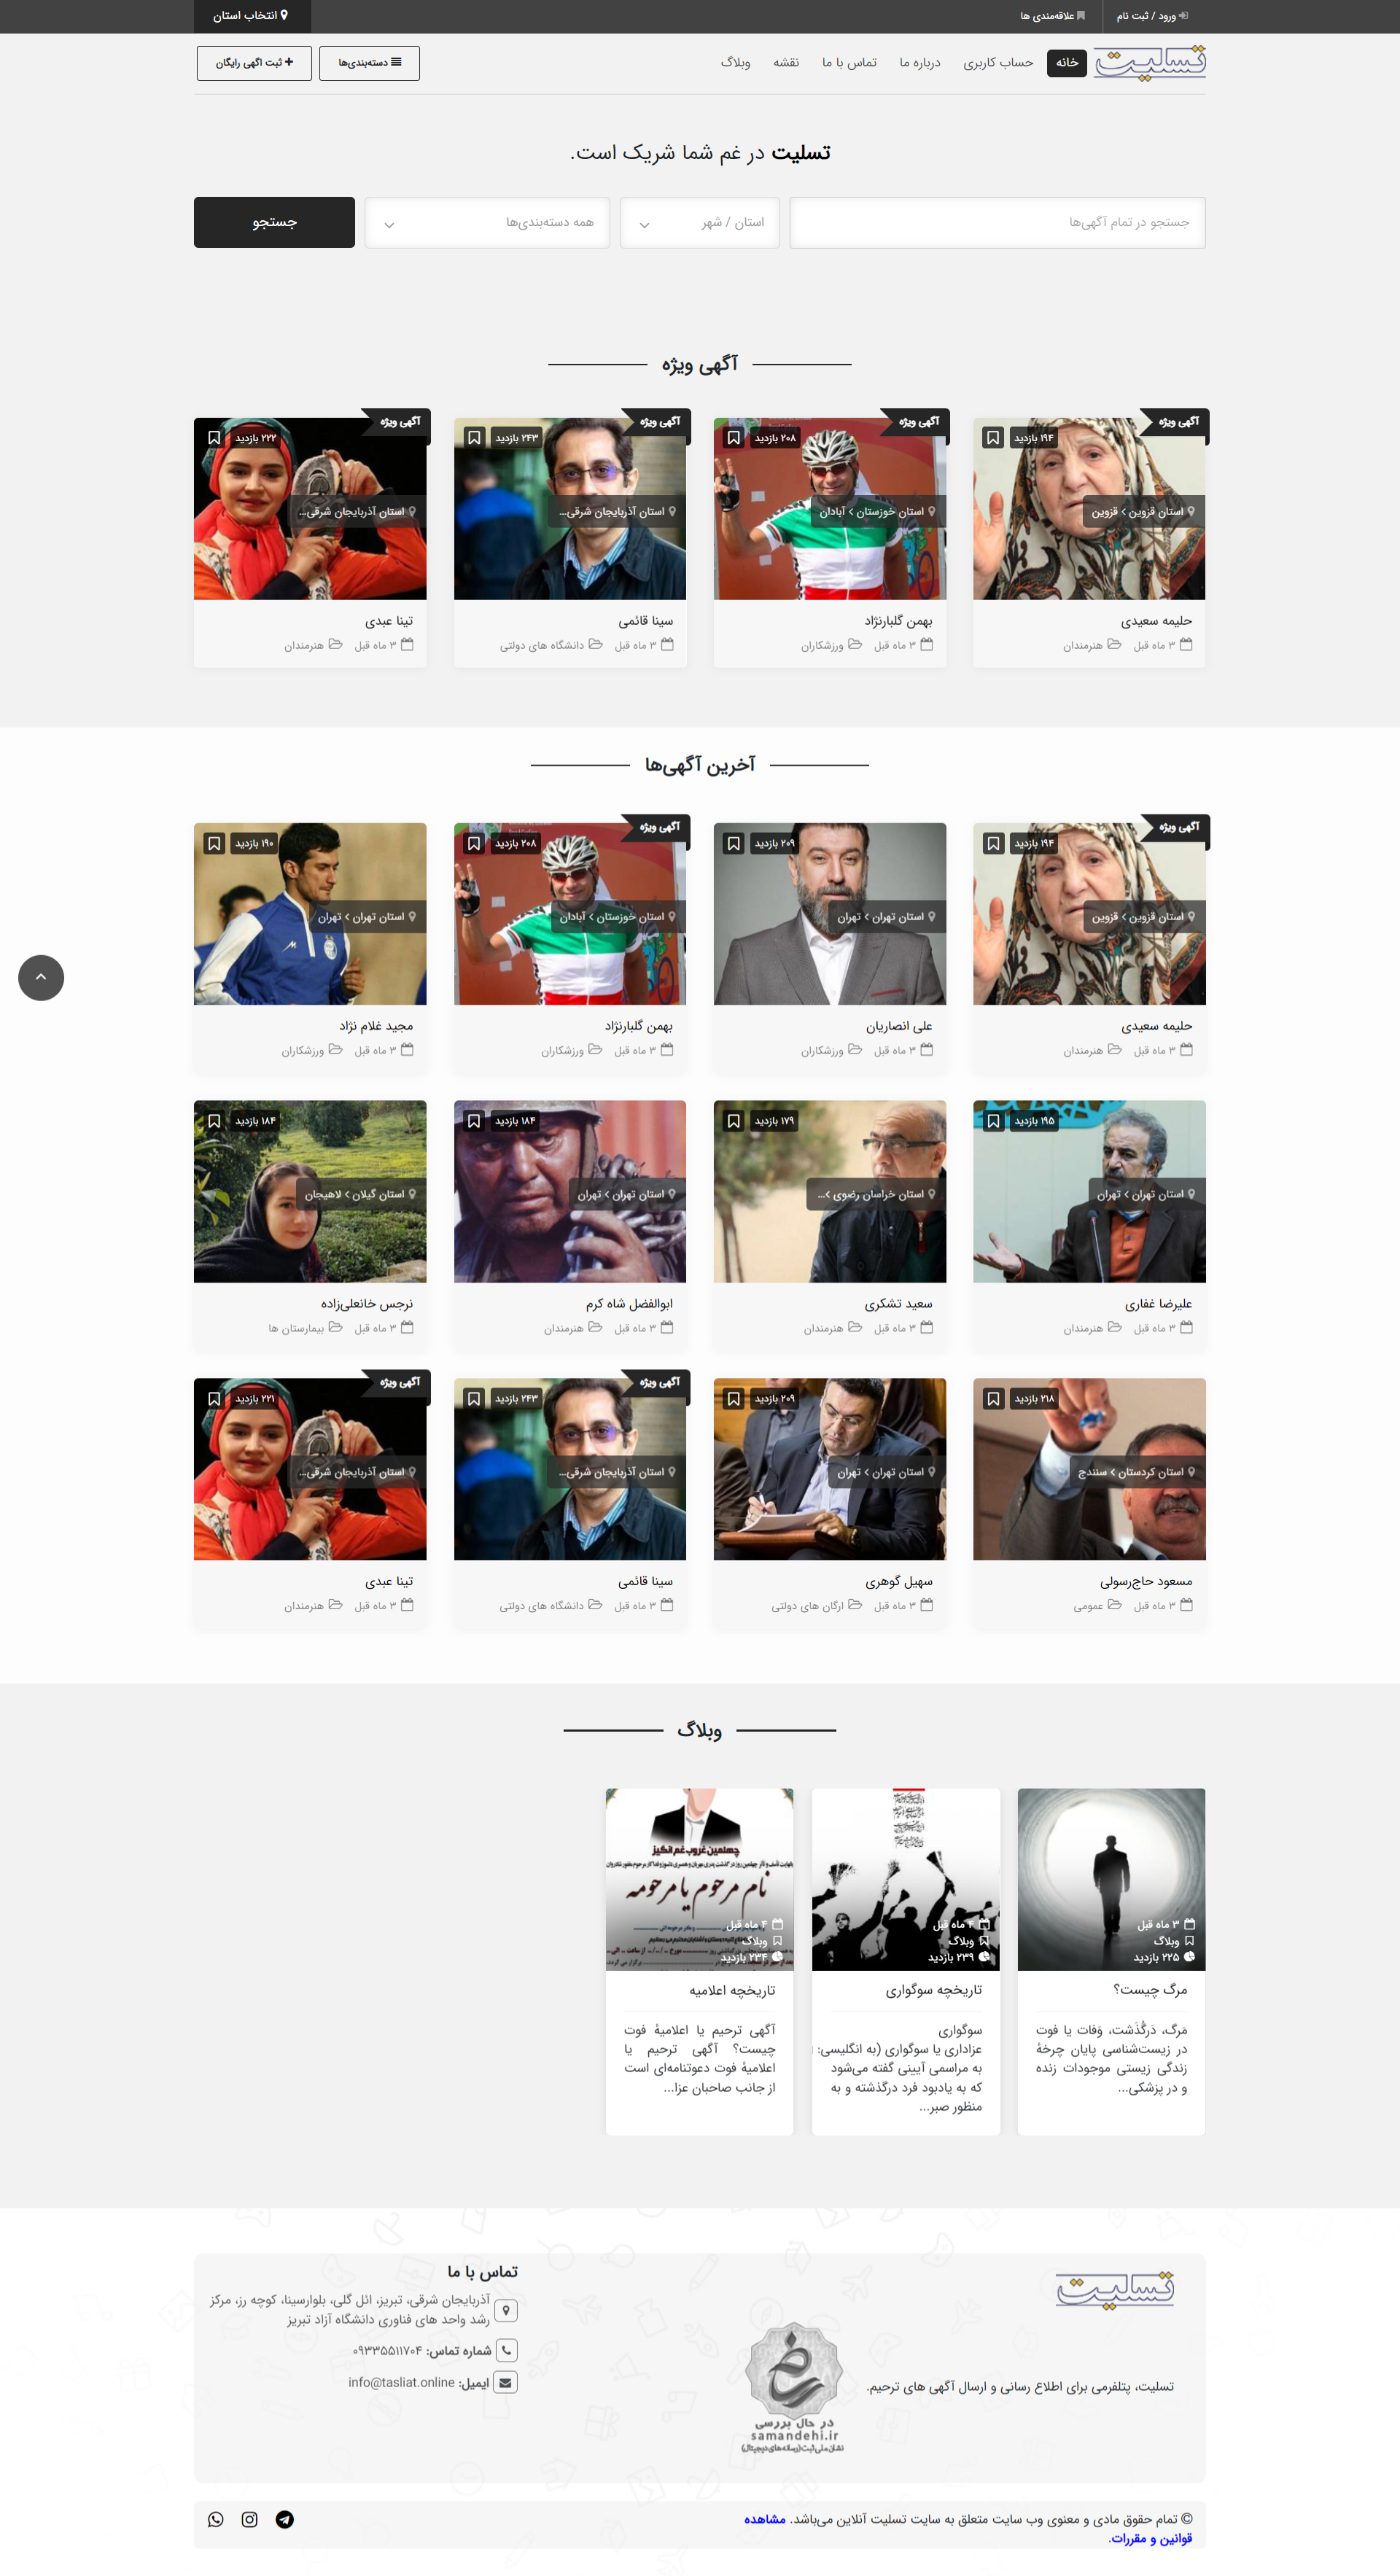 ورود / ثبت نام
علاقه‌مندی ها
انتخاب استان
تسلیت
خانه
حساب کاربری
درباره ما
تماس با ما
نقشه
وبلاگ
دسته‌بندی‌ها
ثبت اگهی رایگان
تسلیت در غم شما شریک است.
جستجو در تمام آگهی‌ها
استان / شهر
همه دسته‌بندی‌ها
جستجو
آگهی ویژه
آگهی ویژه
۱۹۴ بازدید
استان قزوین › قزوین
حلیمه سعیدی
۳ ماه قبل هنرمندان
آگهی ویژه
۲۰۸ بازدید
استان خوزستان › آبادان
بهمن گلبارنژاد
۳ ماه قبل ورزشکاران
آگهی ویژه
۲۴۳ بازدید
استان آذربایجان شرقی...
سینا قائمی
۳ ماه قبل دانشگاه های دولتی
آگهی ویژه
۲۲۲ بازدید
استان آذربایجان شرقی...
تینا عبدی
۳ ماه قبل هنرمندان
آخرین آگهی‌ها
آگهی ویژه
۱۹۴ بازدید
استان قزوین › قزوین
حلیمه سعیدی
۳ ماه قبل هنرمندان
۲۰۹ بازدید
استان تهران › تهران
علی انصاریان
۳ ماه قبل ورزشکاران
آگهی ویژه
۲۰۸ بازدید
استان خوزستان › آبادان
بهمن گلبارنژاد
۳ ماه قبل ورزشکاران
۱۹۰ بازدید
استان تهران › تهران
مجید غلام نژاد
۳ ماه قبل ورزشکاران
۱۹۵ بازدید
استان تهران › تهران
علیرضا غفاری
۳ ماه قبل هنرمندان
۱۷۹ بازدید
استان خراسان رضوی ›...
سعید تشکری
۳ ماه قبل هنرمندان
۱۸۴ بازدید
استان تهران › تهران
ابوالفضل شاه کرم
۳ ماه قبل هنرمندان
۱۸۴ بازدید
استان گیلان › لاهیجان
نرجس خانعلی‌زاده
۳ ماه قبل بیمارستان ها
۲۱۸ بازدید
استان کردستان › سنندج
مسعود حاج‌رسولی
۳ ماه قبل عمومی
۲۰۹ بازدید
استان تهران › تهران
سهیل گوهری
۳ ماه قبل ارگان های دولتی
آگهی ویژه
۲۴۳ بازدید
استان آذربایجان شرقی...
سینا قائمی
۳ ماه قبل دانشگاه های دولتی
آگهی ویژه
۲۲۱ بازدید
استان آذربایجان شرقی...
تینا عبدی
۳ ماه قبل هنرمندان
وبلاگ
۳ ماه قبل
وبلاگ
۲۲۵ بازدید
مرگ چیست؟
مَرگ، دَرگُذَشت، وَفات یا فوت
در زیست‌شناسی پایان چرخهٔ
زندگی زیستی موجودات زنده
و در پزشکی...
۴ ماه قبل
وبلاگ
۲۳۹ بازدید
تاریخچه سوگواری
سوگواری
عزاداری یا سوگواری (به انگلیسی:
به مراسمی آیینی گفته می‌شود
که به یادبود فرد درگذشته و به
منظور صبر...
چهلمین غروب غم انگیز
نام مرحوم یا مرحومه
۴ ماه قبل
وبلاگ
۲۳۴ بازدید
تاریخچه اعلامیه
آگهی ترحیم یا اعلامیهٔ فوت
چیست؟ آگهی ترحیم یا
اعلامیهٔ فوت دعوتنامه‌ای است
از جانب صاحبان عزا...
تسلیت
تسلیت، پتلفرمی برای اطلاع رسانی و ارسال آگهی های ترحیم.
در حال بررسی
samandehi.ir
نشان ملی ثبت (رسانه‌های دیجیتال)
تماس با ما
آذربایجان شرقی، تبریز، ائل گلی، بلوارسینا، کوچه رز، مرکز
رشد واحد های فناوری دانشگاه آزاد تبریز
شماره تماس: ۰۹۳۳۵۵۱۱۷۰۴
ایمیل: info@tasliat.online
© تمام حقوق مادی و معنوی وب سایت متعلق به سایت تسلیت آنلاین می‌باشد. مشاهده
قوانین و مقررات.